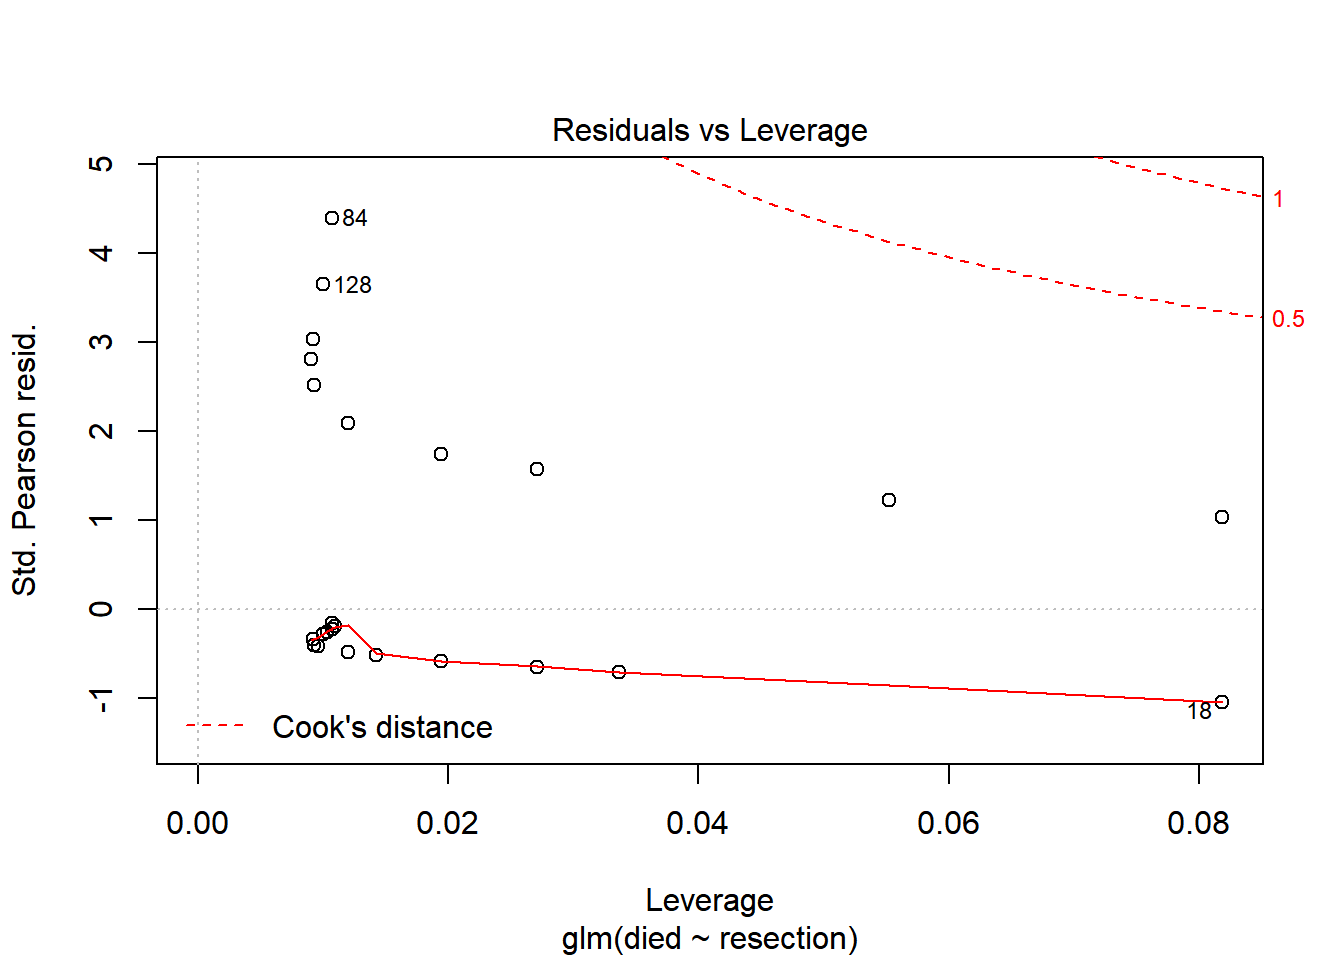 Residuals vs Leverage
Std. Pearson resid.
5
4
3
2
1
0
-1
84
128
18
1
0.5
Cook's distance
0.00 0.02 0.04 0.06 0.08
Leverage
glm(died ~ resection)